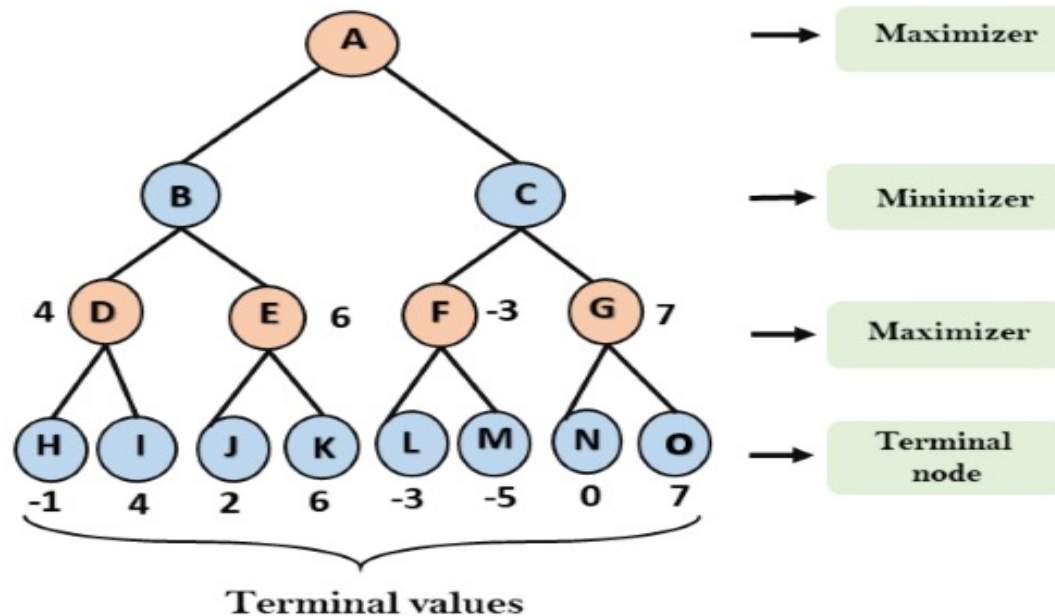 A
Maximizer
B
C
Minimizer
4 D
E 6
F -3
G 7
Maximizer
H I J K L M N O
Terminal
node
-1 4 2 6 -3 -5 0 7
Terminal values